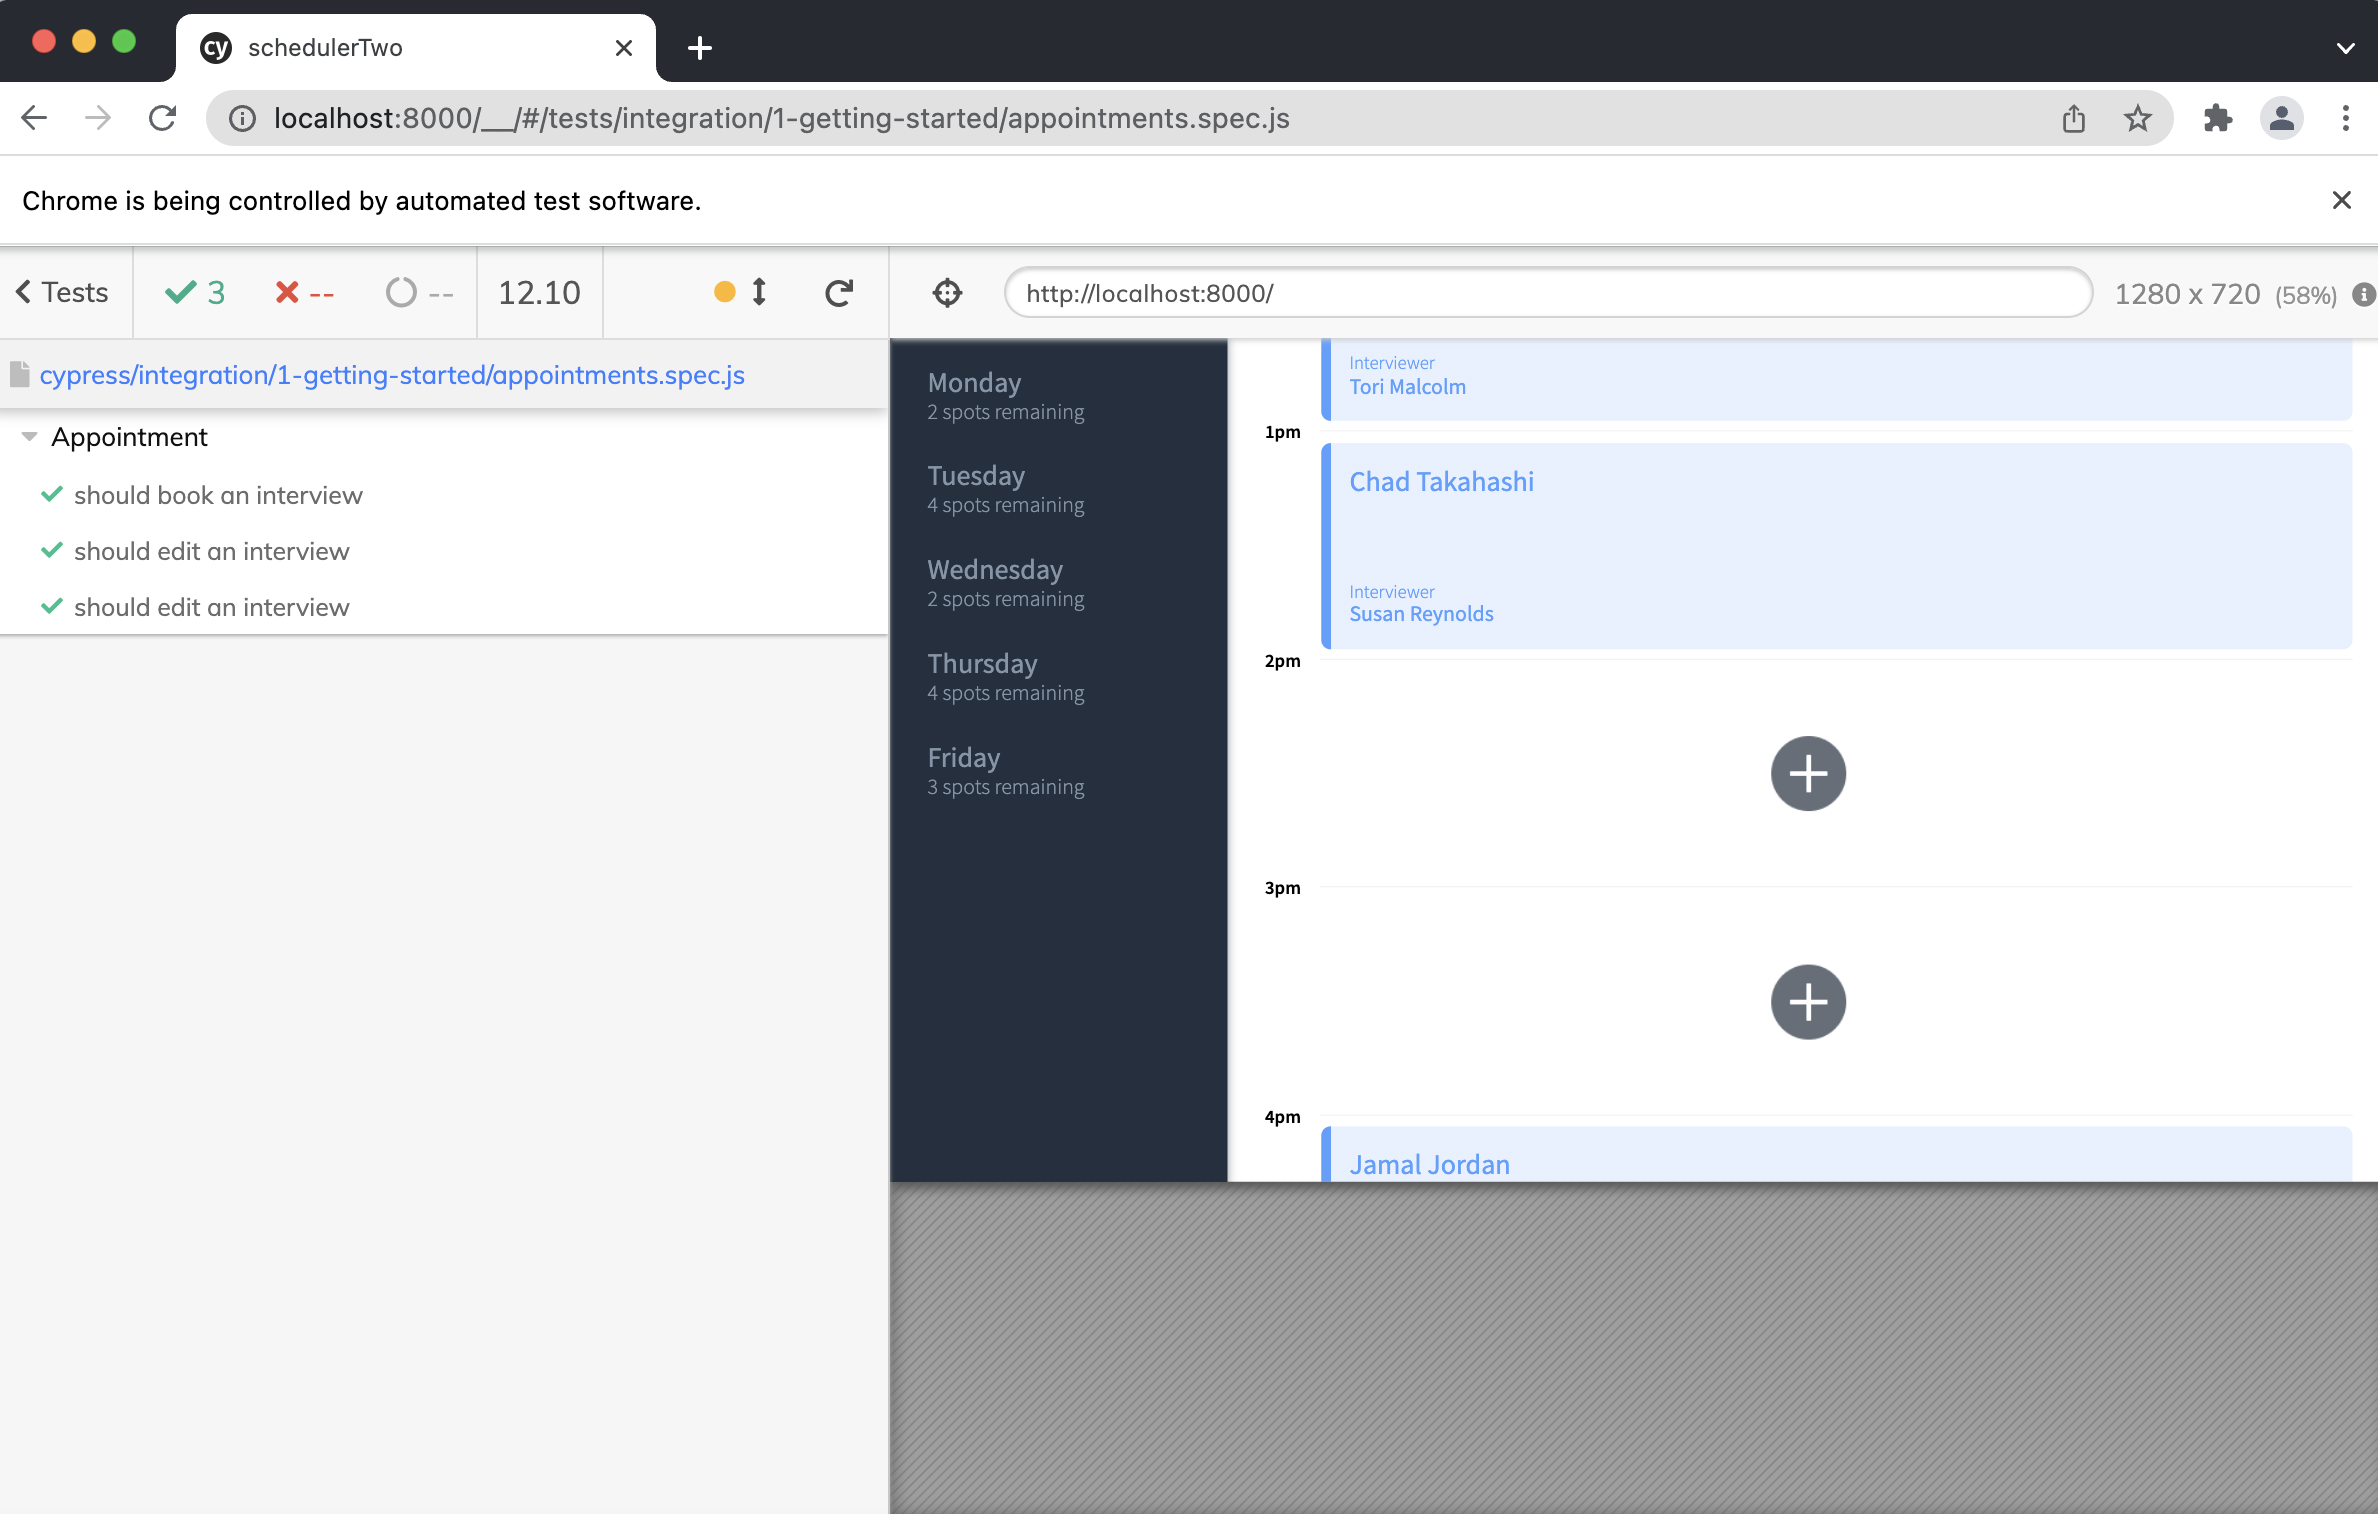 cy schedulerTwo
localhost:8000/__/#/tests/integration/1-getting-started/appointments.spec.js
Chrome is being controlled by automated test software.
Tests 3 -- -- 12.10
http://localhost:8000/ 1280 x 720 (58%)
cypress/integration/1-getting-started/appointments.spec.js
Appointment
should book an interview
should edit an interview
should edit an interview
Monday
2 spots remaining
Tuesday
4 spots remaining
Wednesday
2 spots remaining
Thursday
4 spots remaining
Friday
3 spots remaining
Interviewer
Tori Malcolm
1pm
Chad Takahashi
Interviewer
Susan Reynolds
2pm
3pm
4pm
Jamal Jordan